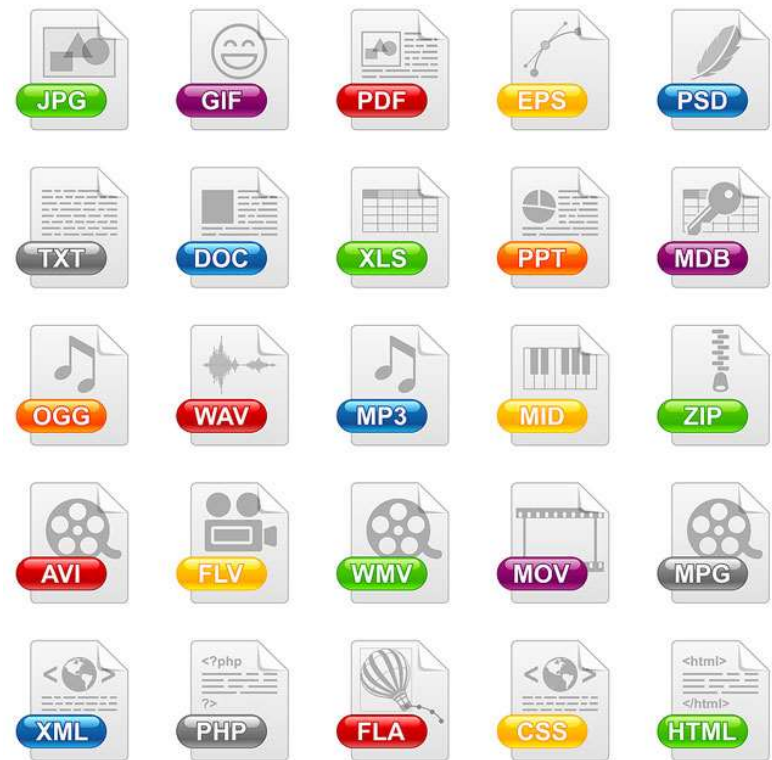 JPG GIF PDF EPS PSD
TXT DOC XLS PPT MDB
OGG WAV MP3 MID ZIP
AVI FLV WMV MOV MPG
<?php <html>
?> </html>
XML PHP FLA CSS HTML